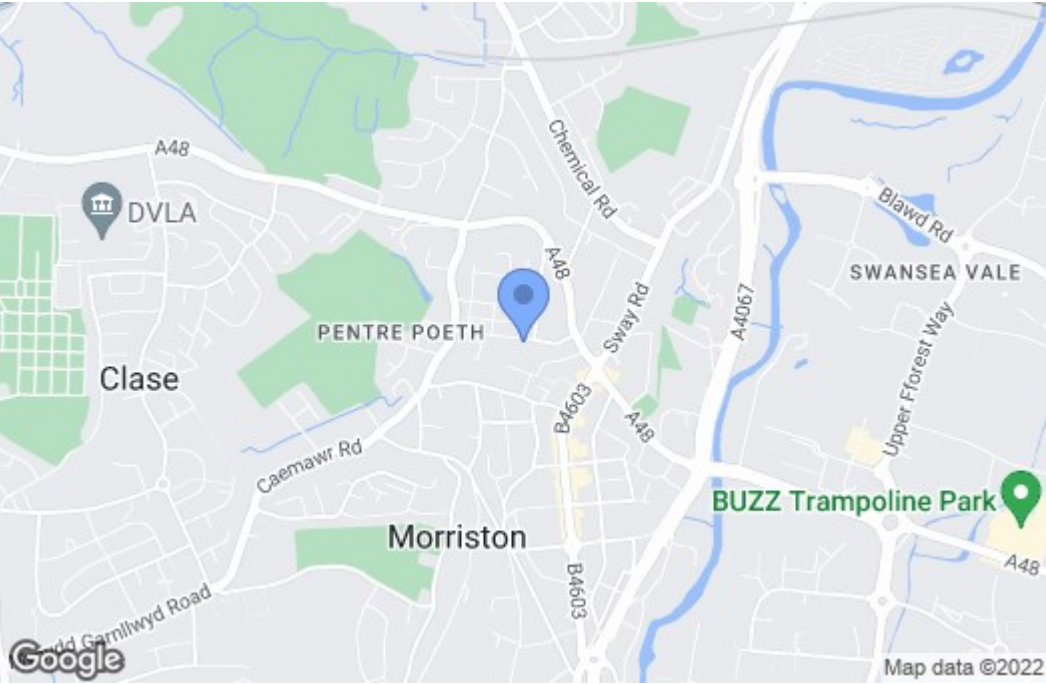 A48
Chemical Rd
DVLA
Blawd Rd
A48
SWANSEA VALE
Sway Rd
A4067
PENTRE POETH
Upper Fforest Way
Clase
B4603
A48
Caemawr Rd
BUZZ Trampoline Park
Morriston
A48
B4603
Garnllwyd Road
Google
Map data ©2022